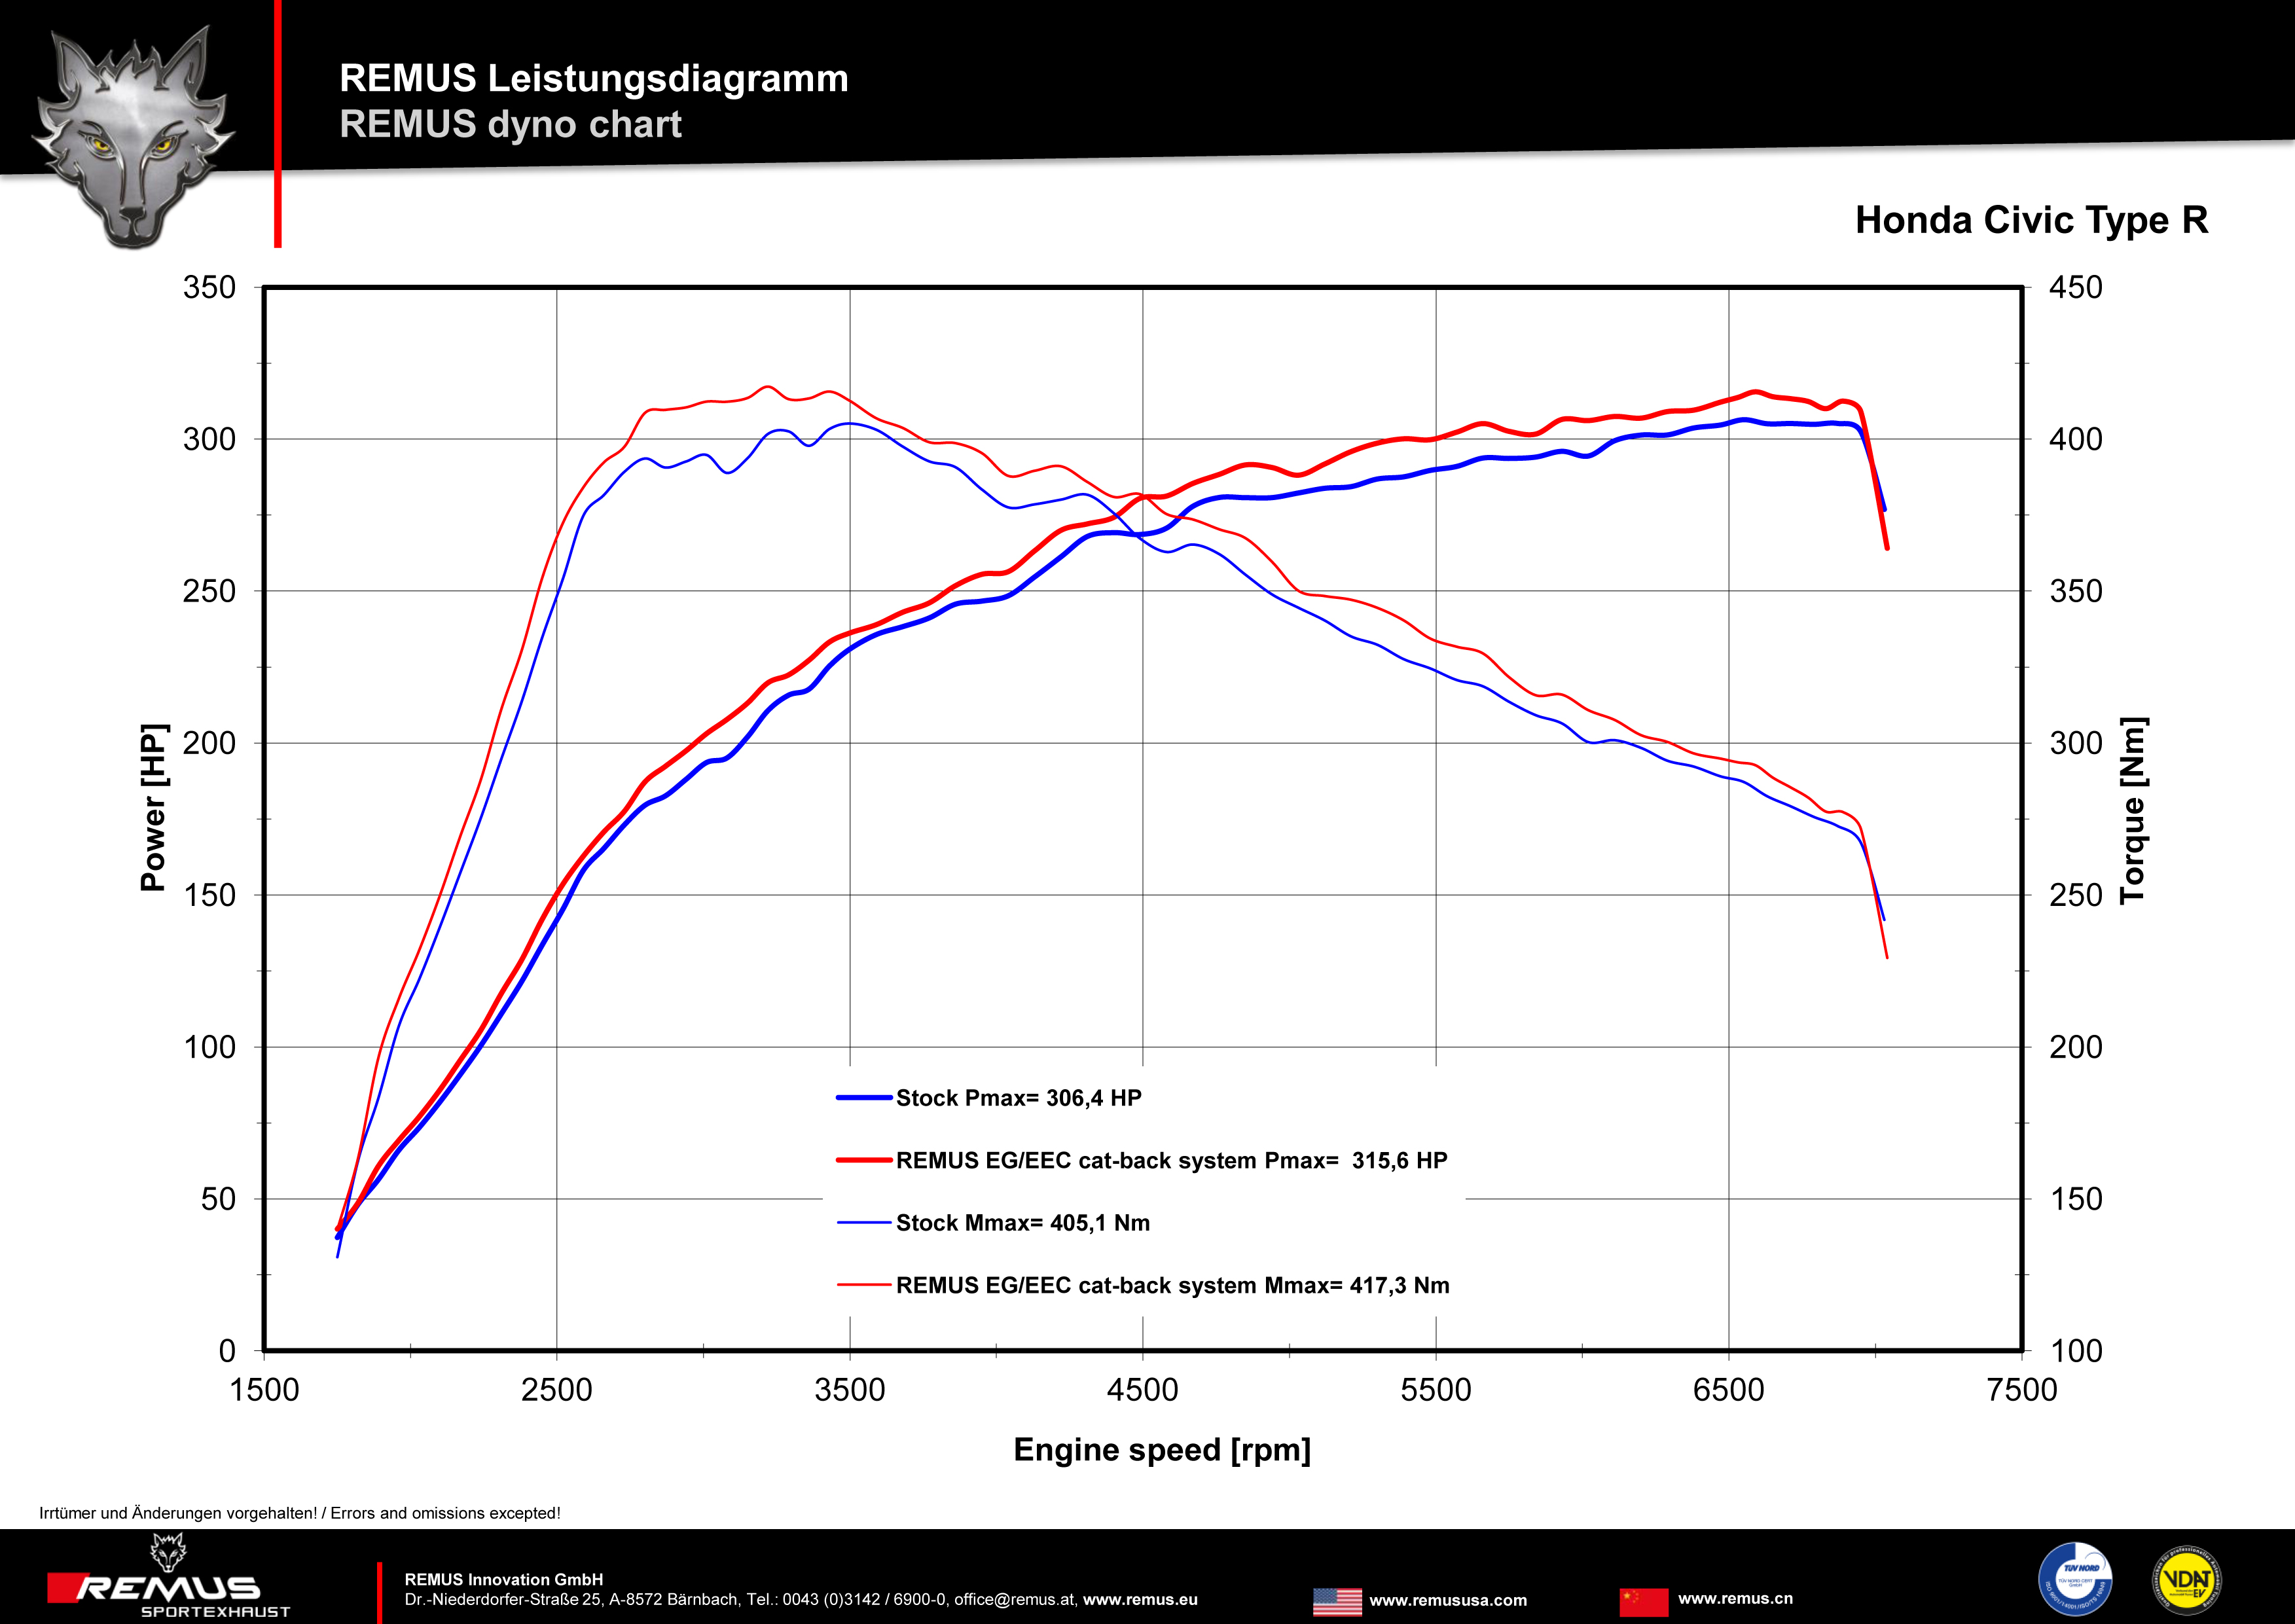 REMUS Leistungsdiagramm
REMUS dyno chart
Honda Civic Type R
350
300
250
200
150
100
50
0
Power [HP]
450
400
350
300
250
200
150
100
Torque [Nm]
Stock Pmax= 306,4 HP
REMUS EG/EEC cat-back system Pmax= 315,6 HP
Stock Mmax= 405,1 Nm
REMUS EG/EEC cat-back system Mmax= 417,3 Nm
1500 2500 3500 4500 5500 6500 7500
Engine speed [rpm]
Irrtümer und Änderungen vorgehalten! / Errors and omissions excepted!
REMUS
SPORTEXHAUST
REMUS Innovation GmbH
Dr.-Niederdorfer-Straße 25, A-8572 Bärnbach, Tel.: 0043 (0)3142 / 6900-0, office@remus.at, www.remus.eu
www.remususa.com
www.remus.cn
TÜV NORD
TÜV NORD CERT
GmbH
VDAT
EV